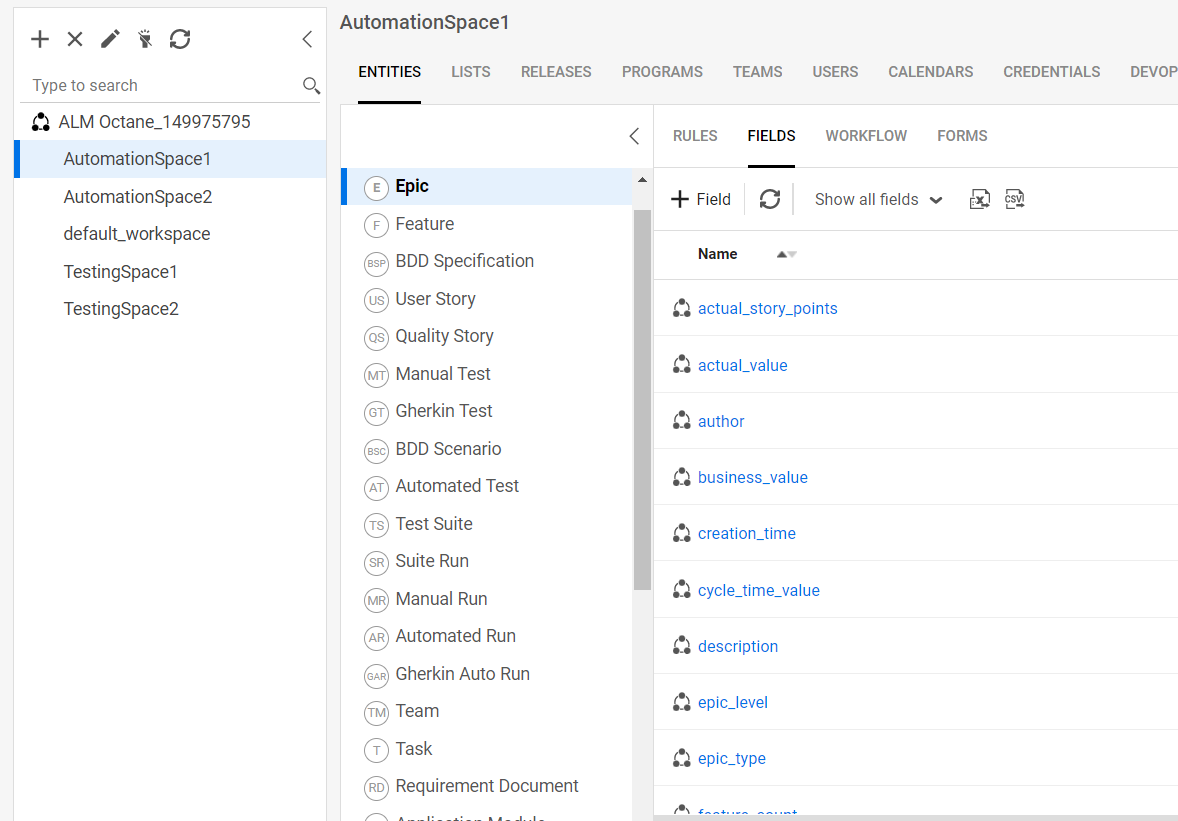 AutomationSpace1
Type to search
ALM Octane_149975795
AutomationSpace1
AutomationSpace2
default_workspace
TestingSpace1
TestingSpace2
ENTITIES LISTS RELEASES PROGRAMS TEAMS USERS CALENDARS CREDENTIALS DEVOP
E Epic
F Feature
BSP BDD Specification
US User Story
QS Quality Story
MT Manual Test
GT Gherkin Test
BSC BDD Scenario
AT Automated Test
TS Test Suite
SR Suite Run
MR Manual Run
AR Automated Run
GAR Gherkin Auto Run
TM Team
T Task
RD Requirement Document
Application Module
RULES FIELDS WORKFLOW FORMS
+ Field Show all fields X CSV
Name
actual_story_points
actual_value
author
business_value
creation_time
cycle_time_value
description
epic_level
epic_type
feature_count